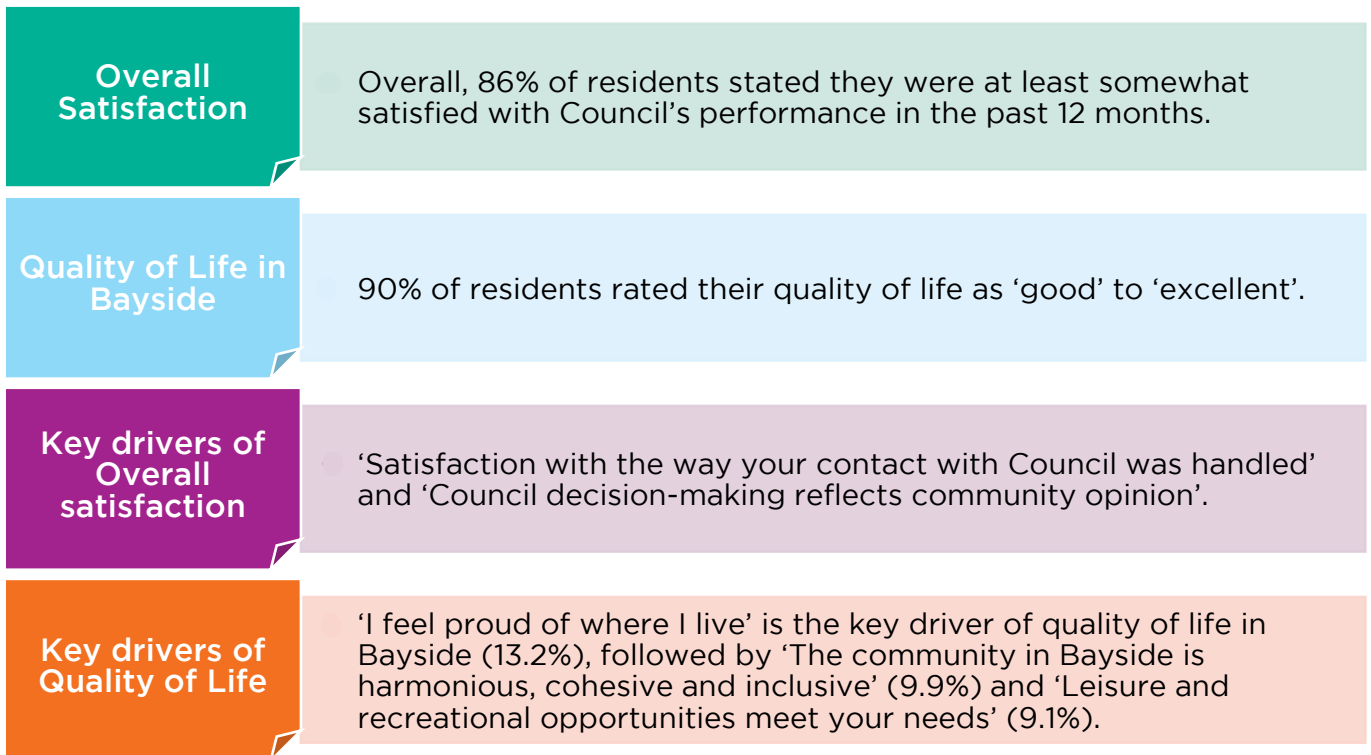 Overall
Satisfaction
Overall, 86% of residents stated they were at least somewhat
satisfied with Council’s performance in the past 12 months.
Quality of Life in
Bayside
90% of residents rated their quality of life as ‘good’ to ‘excellent’.
Key drivers of
Overall
satisfaction
‘Satisfaction with the way your contact with Council was handled’
and ‘Council decision-making reflects community opinion’.
Key drivers of
Quality of Life
‘I feel proud of where I live’ is the key driver of quality of life in
Bayside (13.2%), followed by ‘The community in Bayside is
harmonious, cohesive and inclusive’ (9.9%) and ‘Leisure and
recreational opportunities meet your needs’ (9.1%).